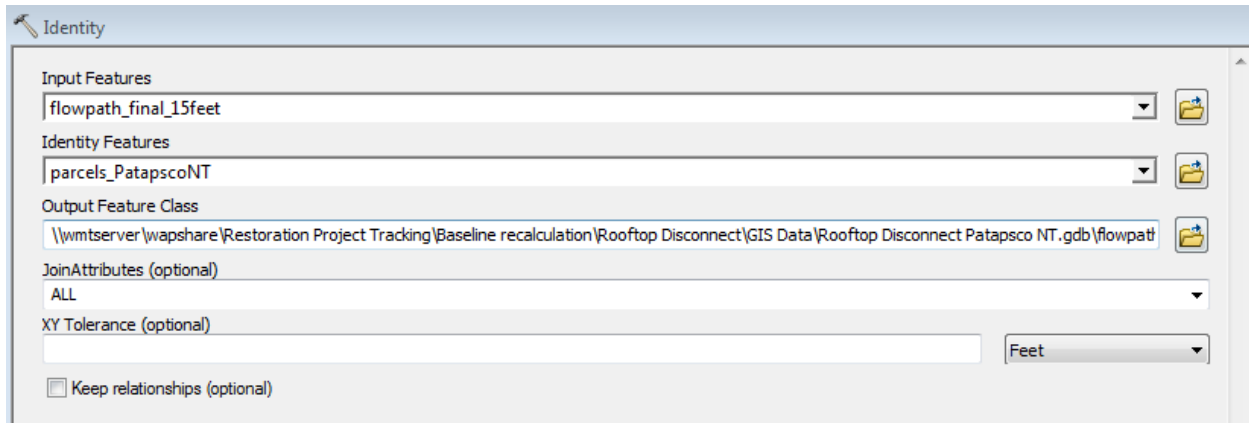 Identity
Input Features
flowpath_final_15feet
Identity Features
parcels_PatapscoNT
Output Feature Class
\\wmtserver\wapshare\Restoration Project Tracking\Baseline recalculation\Rooftop Disconnect\GIS Data\Rooftop Disconnect Patapsco NT.gdb\flowpath
JoinAttributes (optional)
ALL
XY Tolerance (optional)
Feet
Keep relationships (optional)